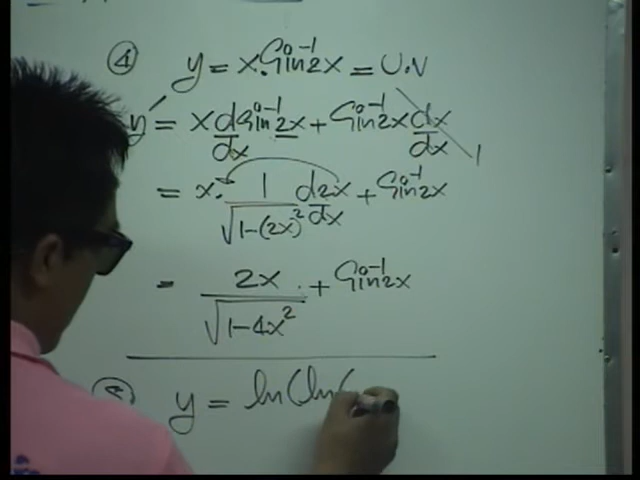 ④ y = x.Sin⁻¹2x = U.V
y′ = x d/dx Sin⁻¹2x + Sin⁻¹2x dx/dx 1
= x. 1/√(1-(2x)²) d2x/dx + Sin⁻¹2x
= 2x/√(1-4x²) . + Sin⁻¹2x
⑤ y = ln(ln(